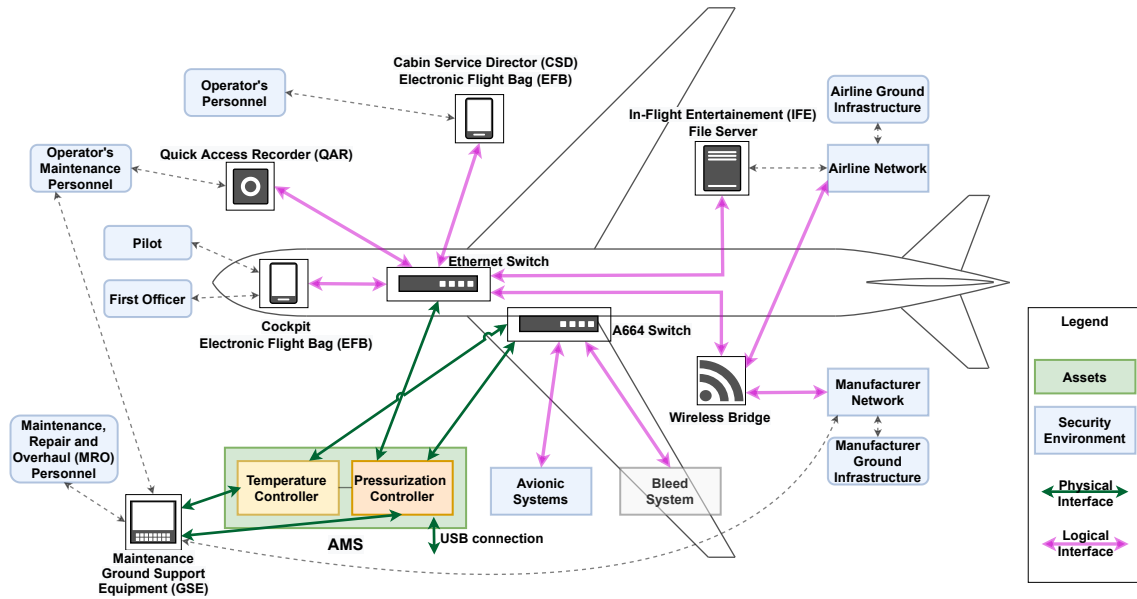 Cabin Service Director (CSD)
Electronic Flight Bag (EFB)
Operator's
Personnel
In-Flight Entertainement (IFE)
File Server
Airline Ground
Infrastructure
Operator's
Maintenance
Personnel
Quick Access Recorder (QAR)
Airline Network
Pilot
First Officer
Ethernet Switch
Cockpit
Electronic Flight Bag (EFB)
A664 Switch
Wireless Bridge
Manufacturer
Network
Manufacturer
Ground
Infrastructure
Maintenance,
Repair and
Overhaul (MRO)
Personnel
Temperature
Controller
Pressurization
Controller
AMS
USB connection
Avionic
Systems
Bleed
System
Maintenance
Ground Support
Equipment (GSE)
Legend
Assets
Security
Environment
Physical
Interface
Logical
Interface